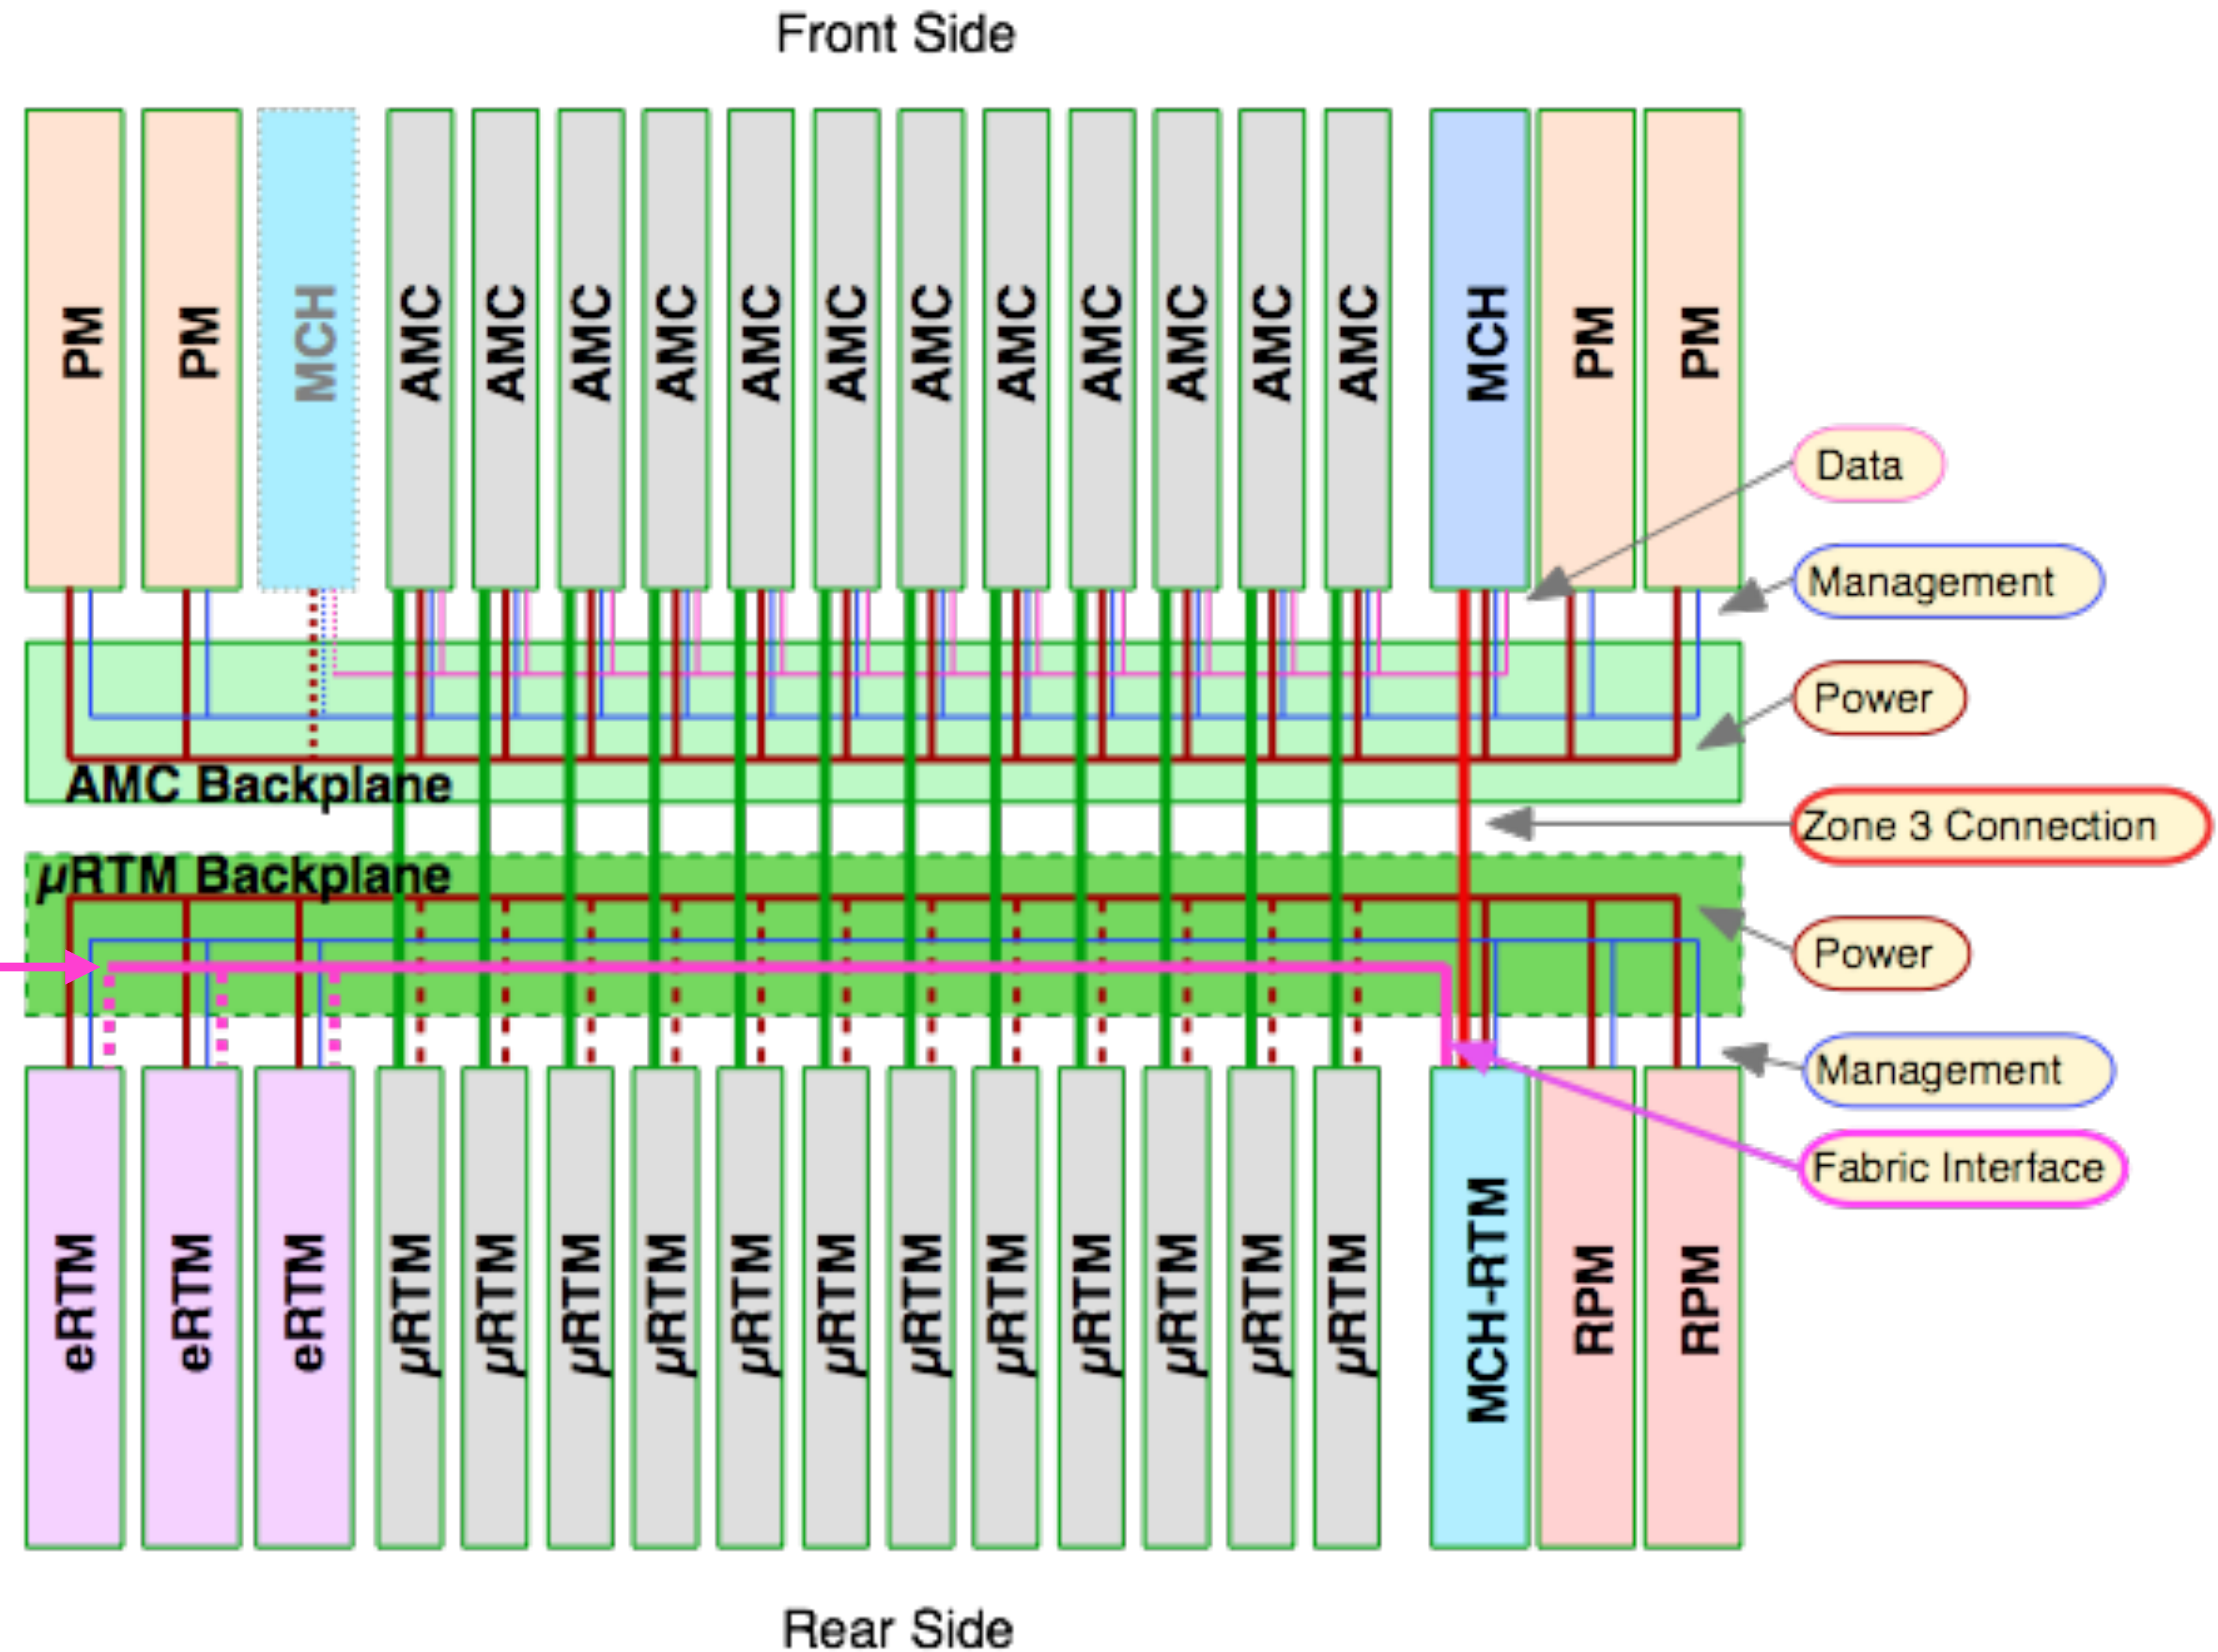 Front Side
PM
PM
MCH
AMC
AMC
AMC
AMC
AMC
AMC
AMC
AMC
AMC
AMC
AMC
AMC
MCH
PM
PM
Data
Management
Power
AMC Backplane
Zone 3 Connection
µRTM Backplane
Power
Management
Fabric Interface
eRTM
eRTM
eRTM
µRTM
µRTM
µRTM
µRTM
µRTM
µRTM
µRTM
µRTM
µRTM
µRTM
µRTM
µRTM
MCH-RTM
RPM
RPM
Rear Side